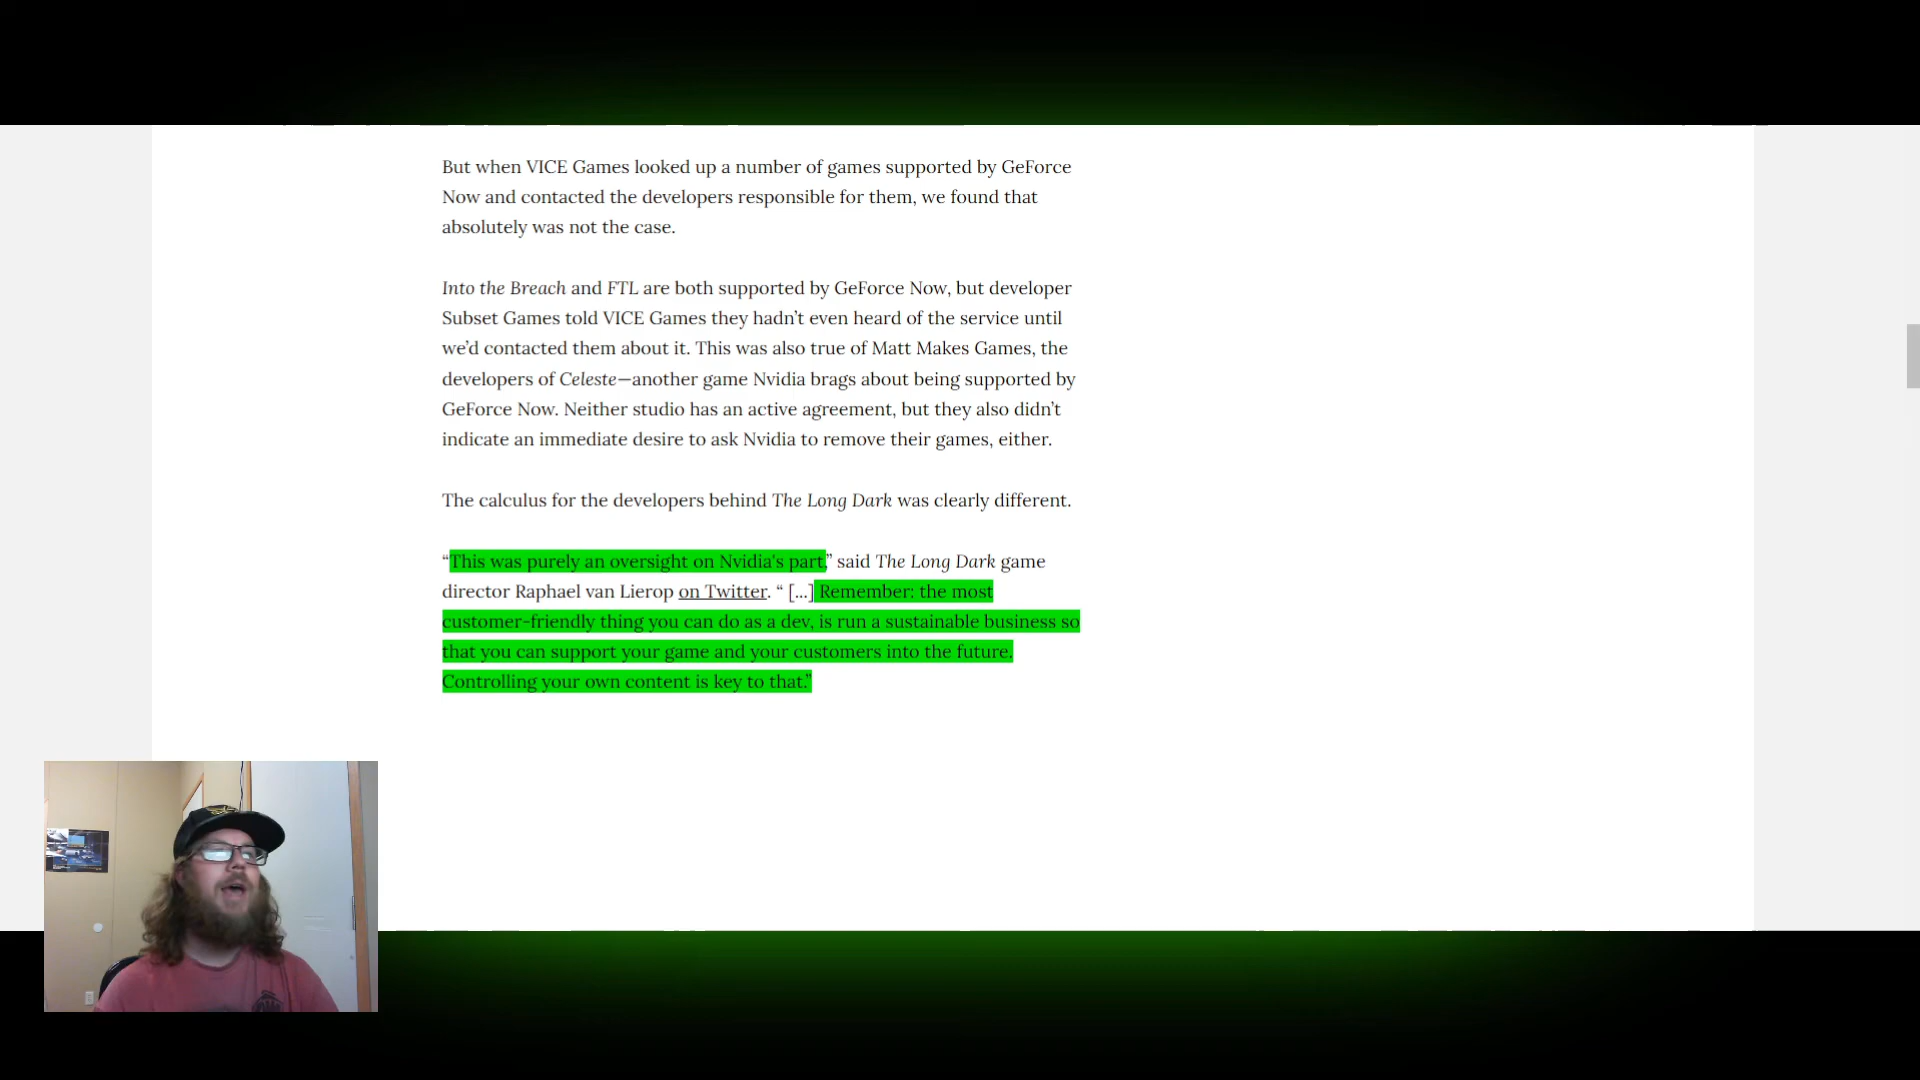 But when VICE Games looked up a number of games supported by GeForce
Now and contacted the developers responsible for them, we found that
absolutely was not the case.
Into the Breach and FTL are both supported by GeForce Now, but developer
Subset Games told VICE Games they hadn’t even heard of the service until
we’d contacted them about it. This was also true of Matt Makes Games, the
developers of Celeste—another game Nvidia brags about being supported by
GeForce Now. Neither studio has an active agreement, but they also didn’t
indicate an immediate desire to ask Nvidia to remove their games, either.
The calculus for the developers behind The Long Dark was clearly different.
“This was purely an oversight on Nvidia's part,” said The Long Dark game
director Raphael van Lierop on Twitter. “ [...] Remember: the most
customer-friendly thing you can do as a dev, is run a sustainable business so
that you can support your game and your customers into the future.
Controlling your own content is key to that.”